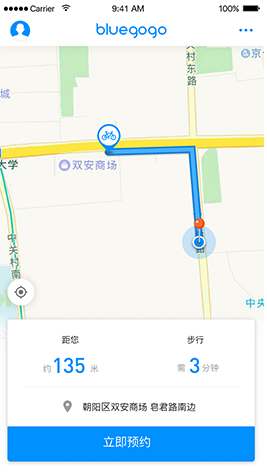 Carrier 9:41 AM 100%
bluegogo
村
东
路
商城
大学
双安商场
中
关
村
南
路
中央
距您 步行
约 135 米 需 3 分钟
朝阳区双安商场 皂君路南边
立即预约